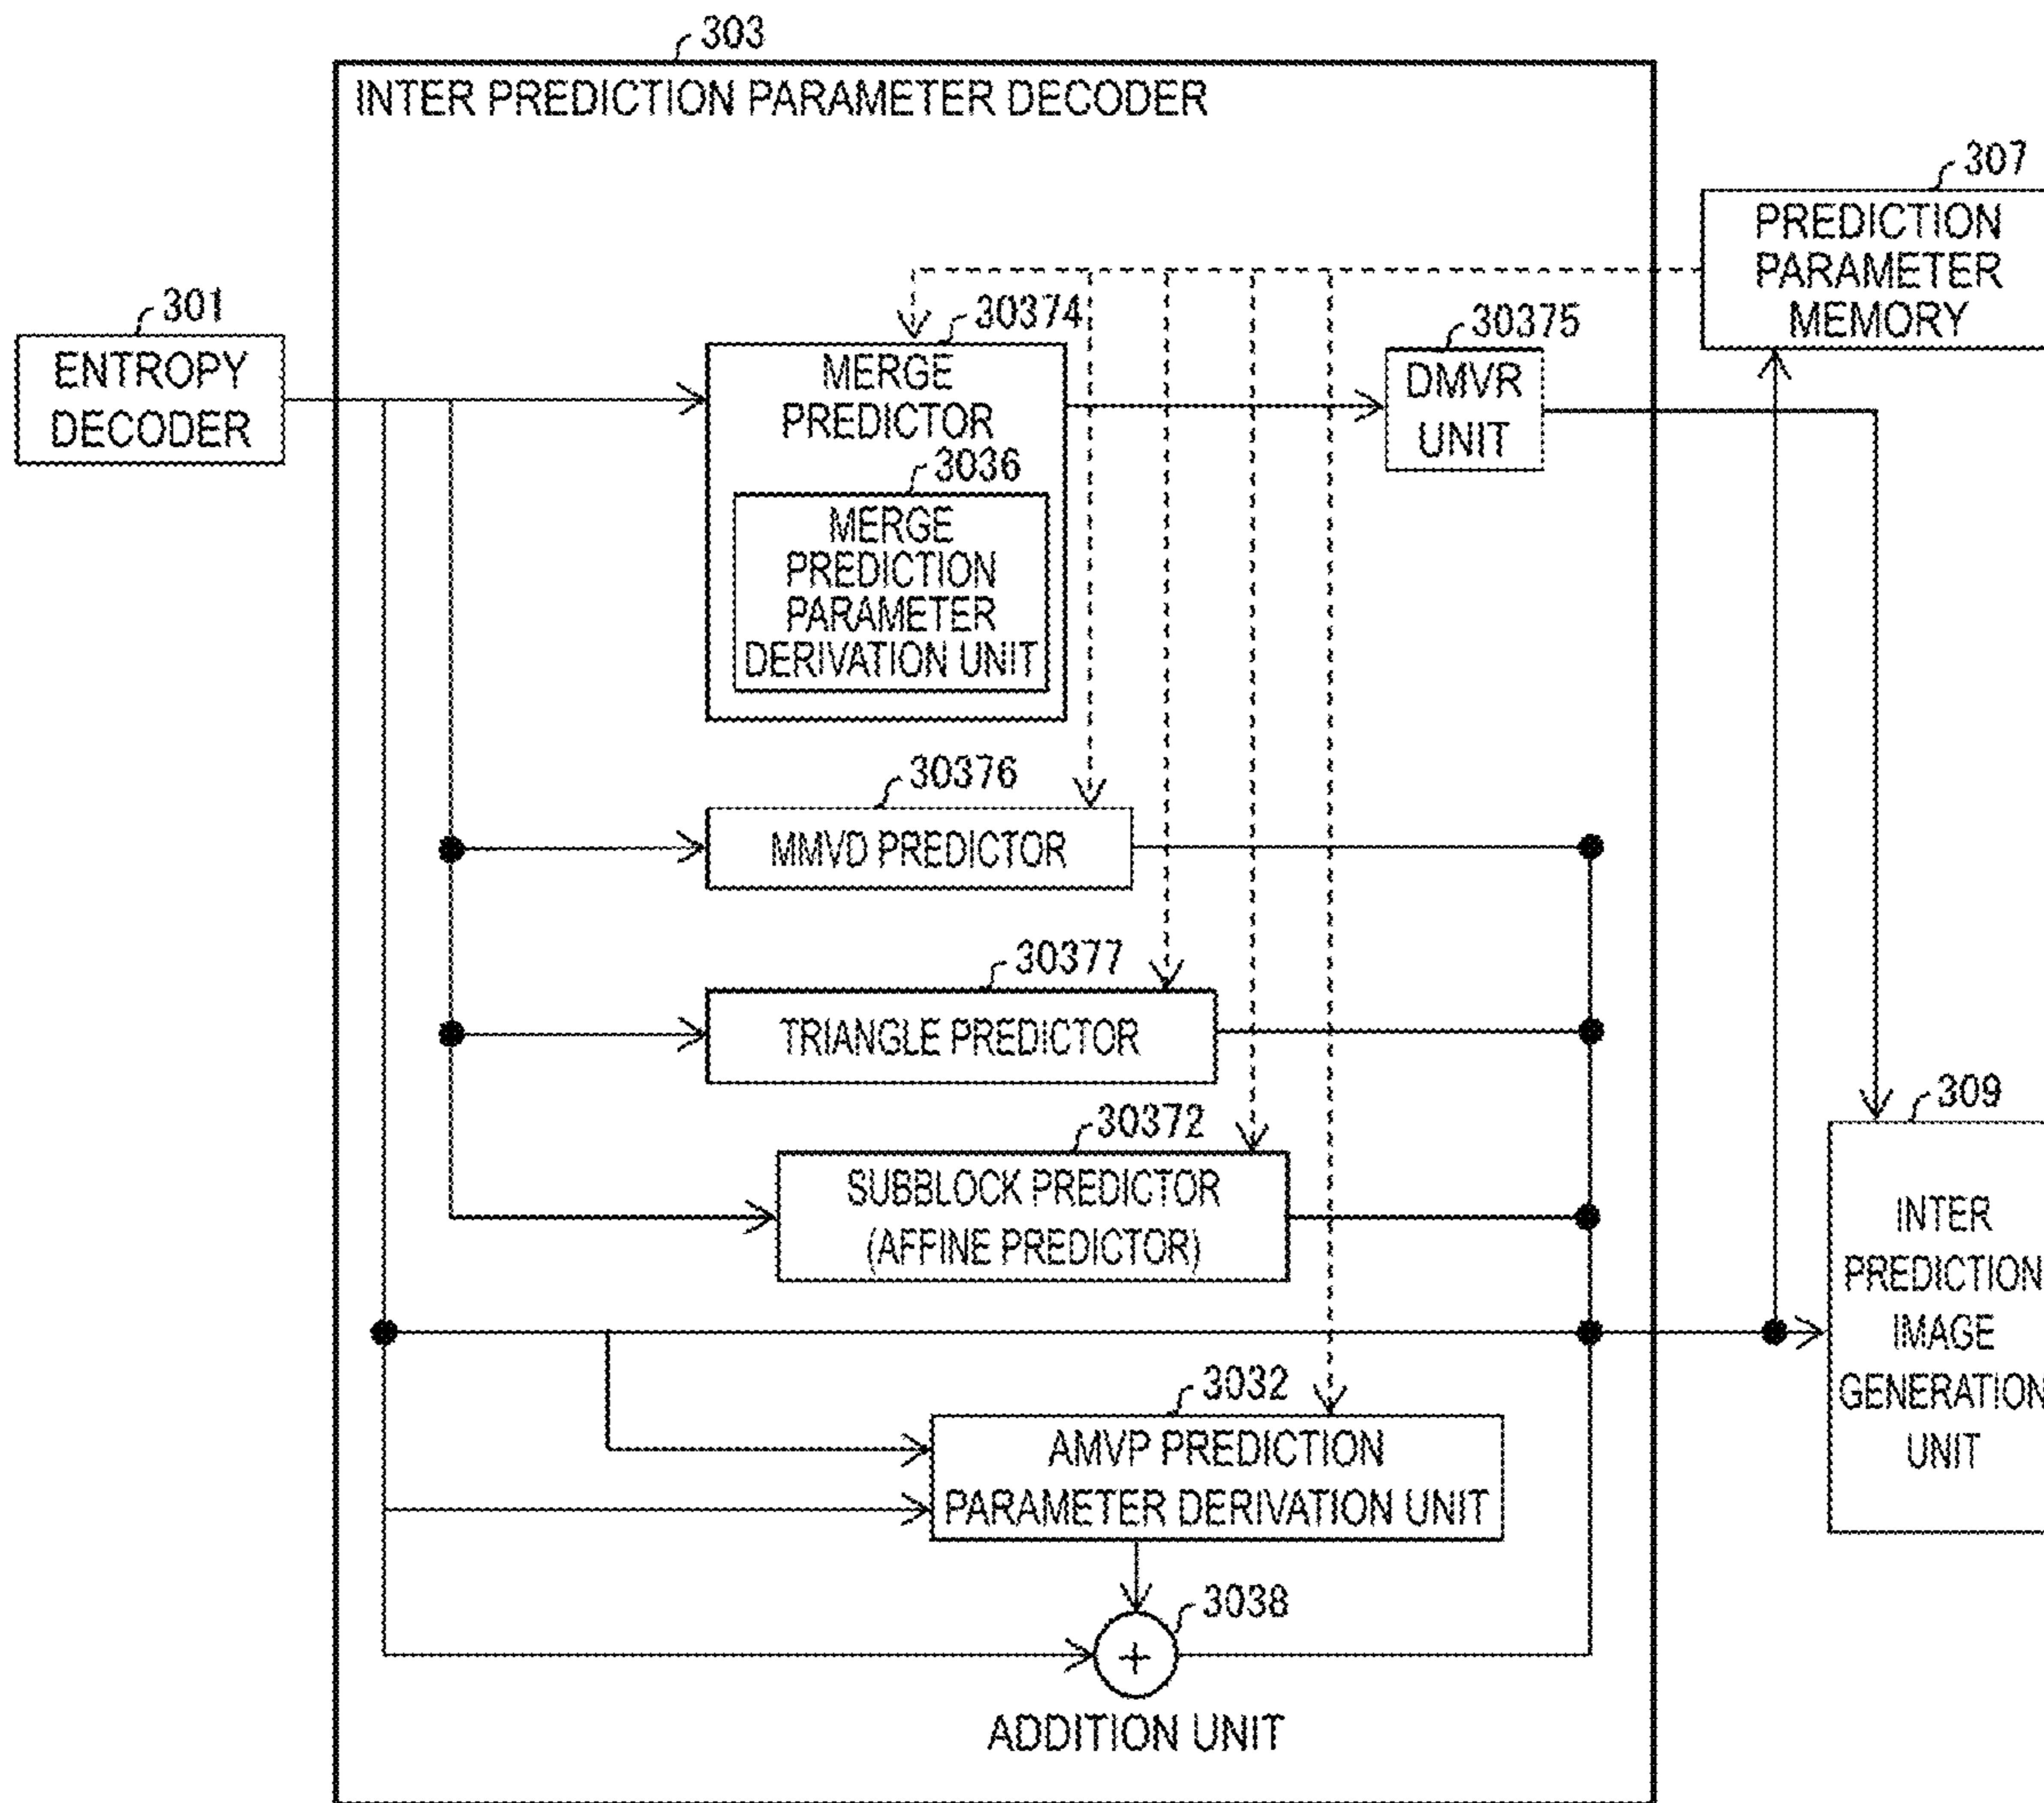 303
INTER PREDICTION PARAMETER DECODER
307
PREDICTION
PARAMETER
MEMORY
301
ENTROPY
DECODER
30374
MERGE
PREDICTOR
3036
MERGE
PREDICTION
PARAMETER
DERIVATION UNIT
30375
DMVR
UNIT
30376
MMVD PREDICTOR
30377
TRIANGLE PREDICTOR
30372
SUBBLOCK PREDICTOR
(AFFINE PREDICTOR)
309
INTER
PREDICTION
IMAGE
GENERATION
UNIT
3032
AMVP PREDICTION
PARAMETER DERIVATION UNIT
3038
+
ADDITION UNIT